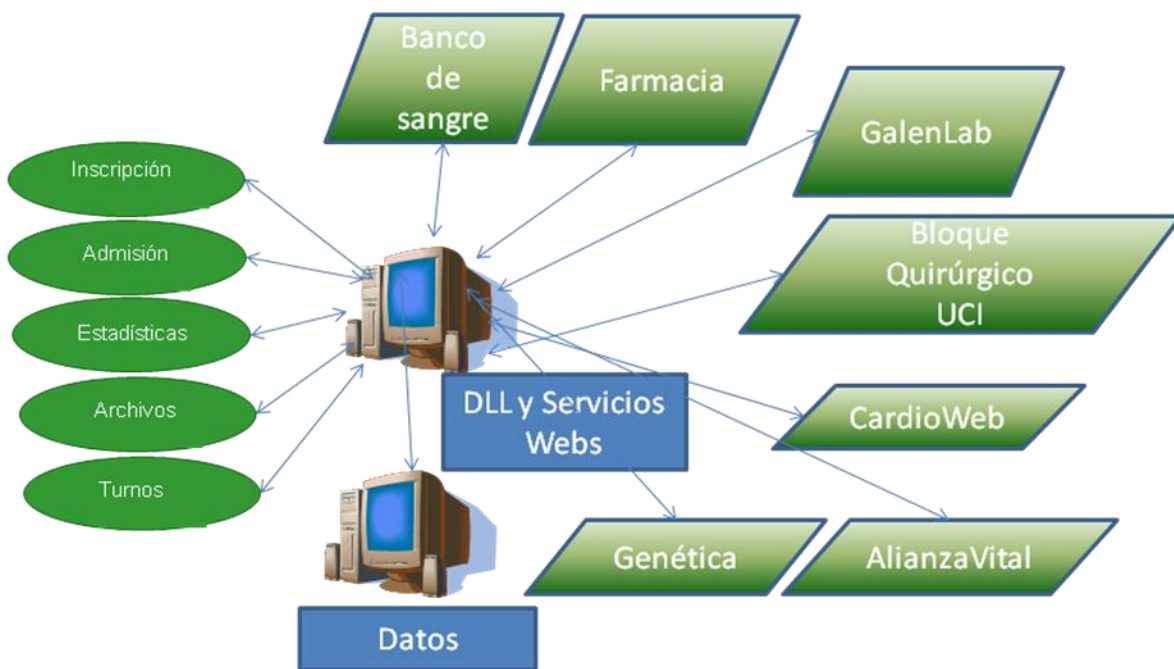 Banco
de
sangre
Farmacia
GalenLab
Inscripción
Admisión
Estadísticas
Archivos
Turnos
Bloque
Quirúrgico
UCI
DLL y Servicios
Webs
CardioWeb
Genética
AlianzaVital
Datos